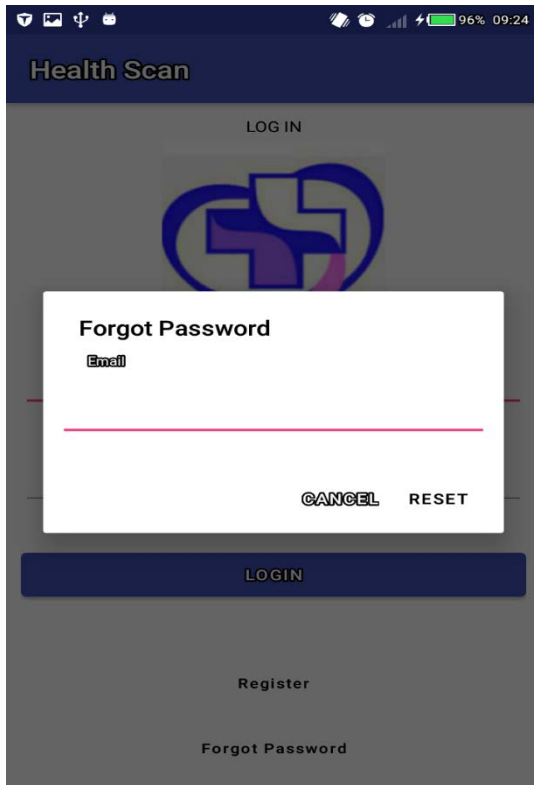 96% 09:24
Health Scan
LOG IN
Forgot Password
Email
CANCEL RESET
LOGIN
Register
Forgot Password